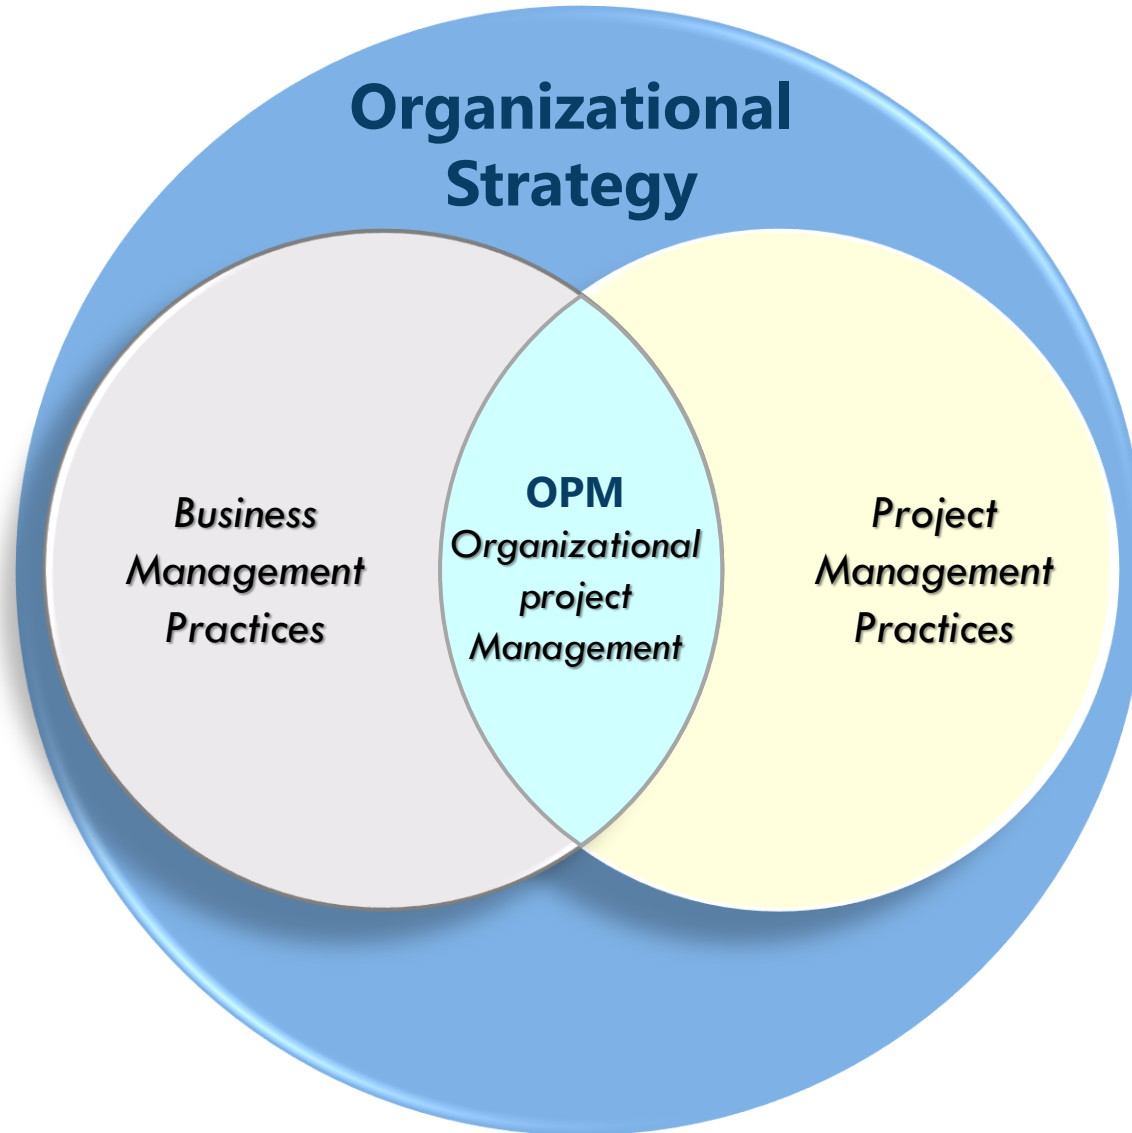 Organizational
Strategy
Business
Management
Practices
OPM
Organizational
project
Management
Project
Management
Practices